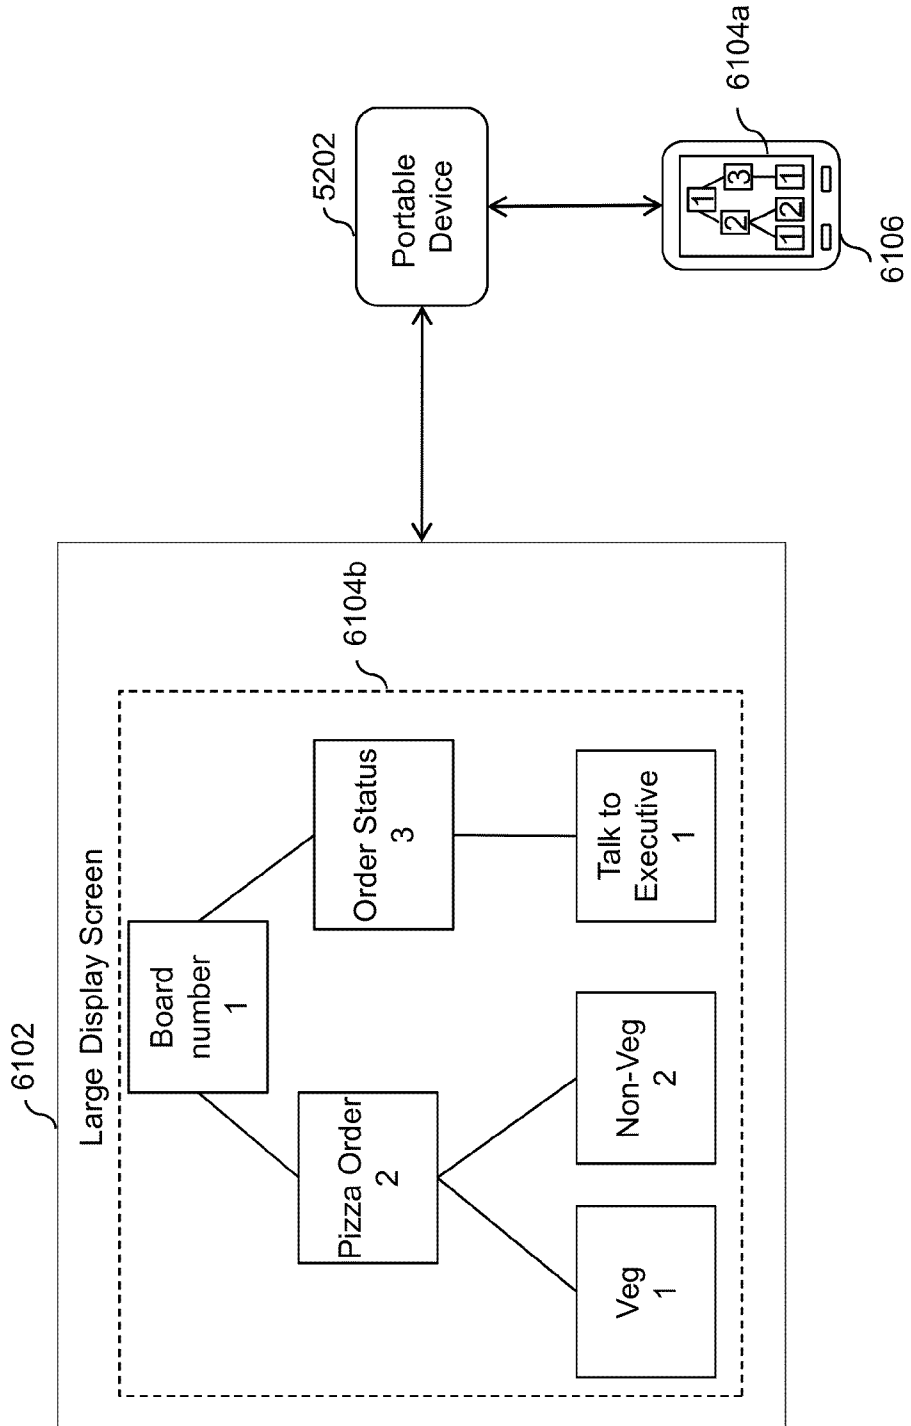 6102
Large Display Screen
6104b
Board
number
1
Pizza Order
2
Order Status
3
Veg
1
Non-Veg
2
Talk to
Executive
1
5202
Portable
Device
6104a
1
2
3
1
2
1
6106